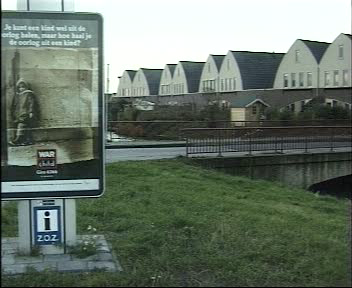 Je kunt een kind wel uit de
oorlog halen, maar hoe haal je
de oorlog uit een kind?
WAR
child
Giro 6266
i
Z.O.Z.